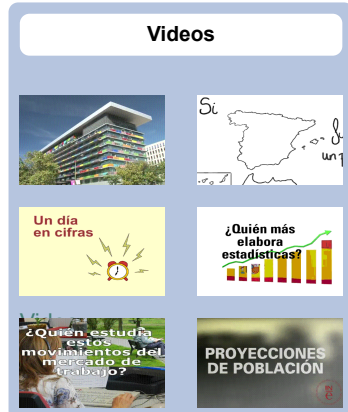 Videos
Si
un
Un día
en cifras
¿Quién más
elabora
estadísticas?
¿Quién estudia
estos
movimientos del
mercado de
trabajo?
PROYECCIONES
DE POBLACIÓN